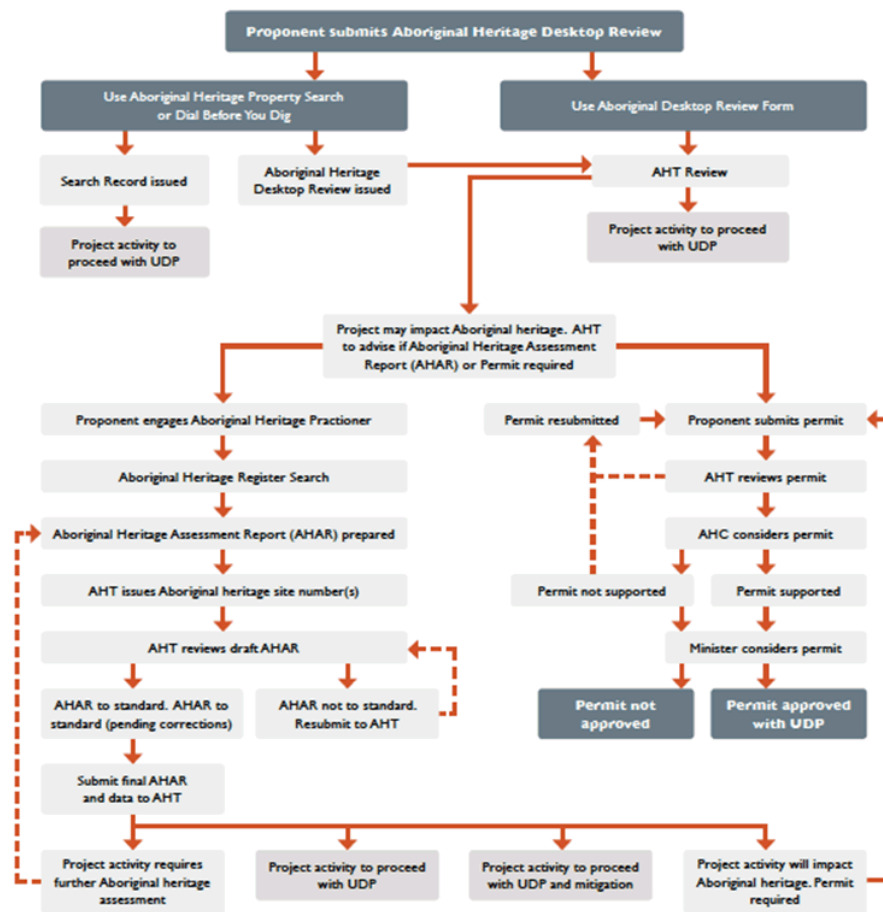 Proponent submits Aboriginal Heritage Desktop Review
Use Aboriginal Heritage Property Search
or Dial Before You Dig
Use Aboriginal Desktop Review Form
Search Record issued
Aboriginal Heritage
Desktop Review issued
AHT Review
Project activity to
proceed with UDP
Project activity to proceed
with UDP
Project may impact Aboriginal heritage. AHT
to advise if Aboriginal Heritage Assessment
Report (AHAR) or Permit required
Proponent engages Aboriginal Heritage Practioner
Permit resubmitted
Proponent submits permit
Aboriginal Heritage Register Search
AHT reviews permit
Aboriginal Heritage Assessment Report (AHAR) prepared
AHC considers permit
AHT issues Aboriginal heritage site number(s)
Permit not supported
Permit supported
AHT reviews draft AHAR
Minister considers permit
AHAR to standard. AHAR to
standard (pending corrections)
AHAR not to standard.
Resubmit to AHT
Permit not
approved
Permit approved
with UDP
Submit final AHAR
and data to AHT
Project activity requires
further Aboriginal heritage
assessment
Project activity to proceed
with UDP
Project activity to proceed
with UDP and mitigation
Project activity will impact
Aboriginal heritage. Permit
required